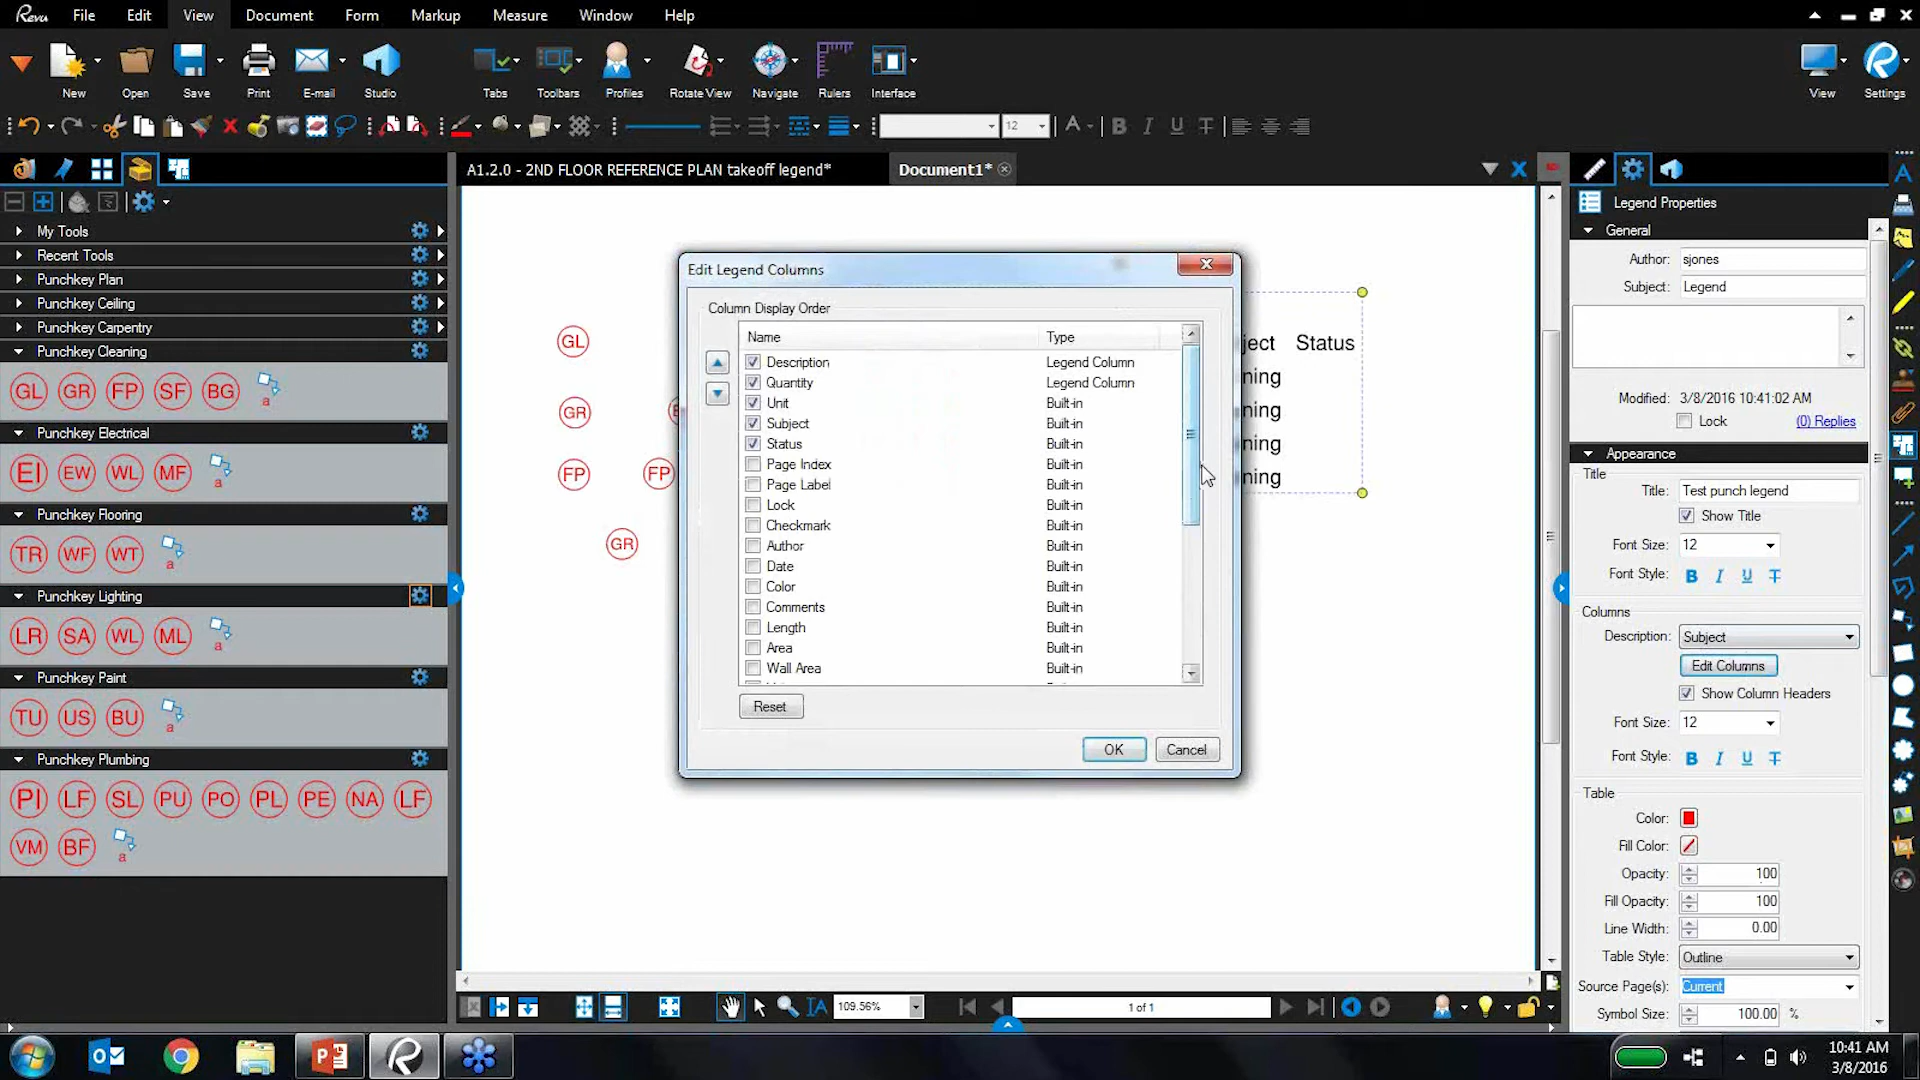 Revu File Edit View Document Form Markup Measure Window Help
New Open Save Print E-mail Studio Tabs Toolbars Profiles Rotate View Navigate Rulers Interface View Settings
12 A B I U T
A1.2.0 - 2ND FLOOR REFERENCE PLAN takeoff legend* Document1*
My Tools
Recent Tools
Punchkey Plan
Punchkey Ceiling
Punchkey Carpentry
Punchkey Cleaning
GL GR FP SF BG a
Punchkey Electrical
EI EW WL MF a
Punchkey Flooring
TR WF WT a
Punchkey Lighting
LR SA WL ML a
Punchkey Paint
TU US BU a
Punchkey Plumbing
PI LF SL PU PO PL PE NA LF
VM BF a
GL
GR
FP FP
GR
ject Status
ning
ning
ning
ning
Edit Legend Columns
Column Display Order
Name Type
Description Legend Column
Quantity Legend Column
Unit Built-in
Subject Built-in
Status Built-in
Page Index Built-in
Page Label Built-in
Lock Built-in
Checkmark Built-in
Author Built-in
Date Built-in
Color Built-in
Comments Built-in
Length Built-in
Area Built-in
Wall Area Built-in
Reset
OK Cancel
Legend Properties
General
Author: sjones
Subject: Legend
Modified: 3/8/2016 10:41:02 AM
Lock (0) Replies
Appearance
Title
Title: Test punch legend
Show Title
Font Size: 12
Font Style: B I U T
Columns
Description: Subject
Edit Columns
Show Column Headers
Font Size: 12
Font Style: B I U T
Table
Color:
Fill Color:
Opacity: 100
Fill Opacity: 100
Line Width: 0.00
Table Style: Outline
Source Page(s): Current
Symbol Size: 100.00 %
109.56% 1 of 1
10:41 AM
3/8/2016